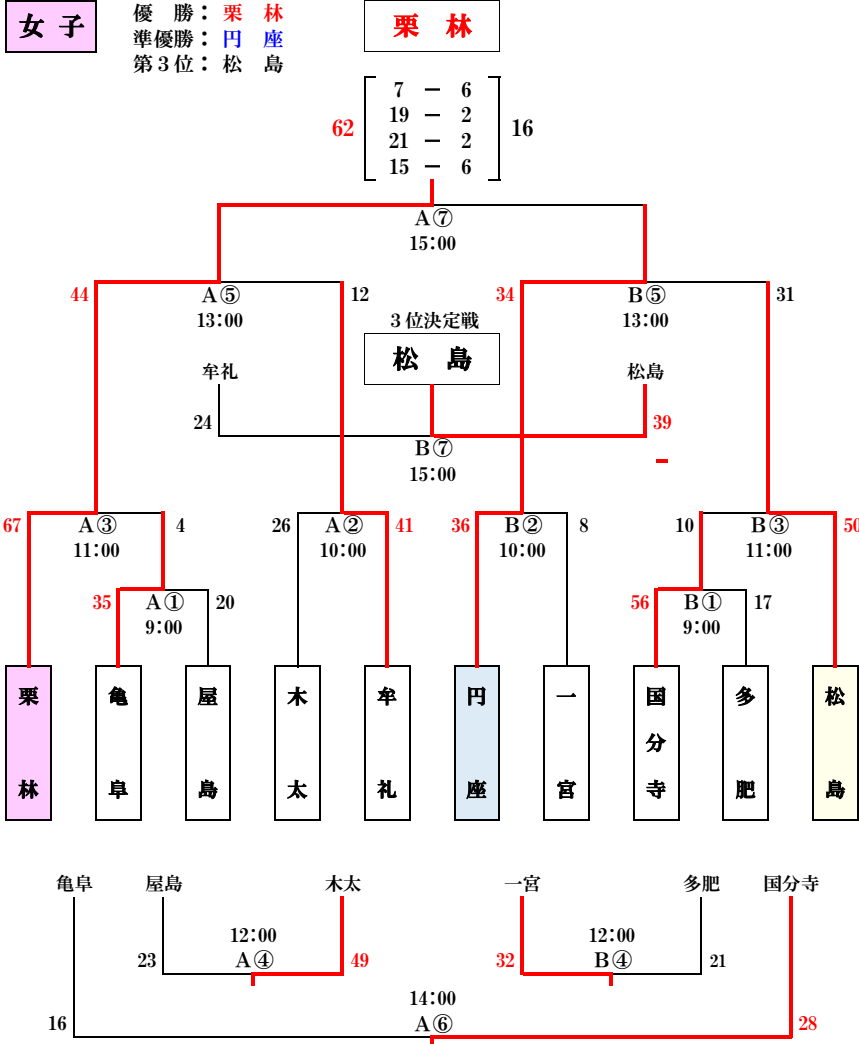 女 子
優　勝： 栗　林
準優勝： 円　座
第３位： 松　島
栗　林
7 － 6
19 － 2
62
16
21 － 2
15 － 6
A⑦
15:00
44
12
34
31
A⑤
B⑤
13:00
13:00
３位決定戦
松　島
牟礼
松島
24
39
B⑦
15:00
67
A③
4
26
A②
41
36
B②
8
10
B③
50
11:00
10:00
10:00
11:00
35
A①
20
56
B①
17
9:00
9:00
栗林
亀阜
屋島
木太
牟礼
円座
一宮
国分寺
多肥
松島
亀阜
屋島
木太
一宮
多肥
国分寺
12:00
12:00
23
A④
49
32
B④
21
14:00
16
A⑥
28